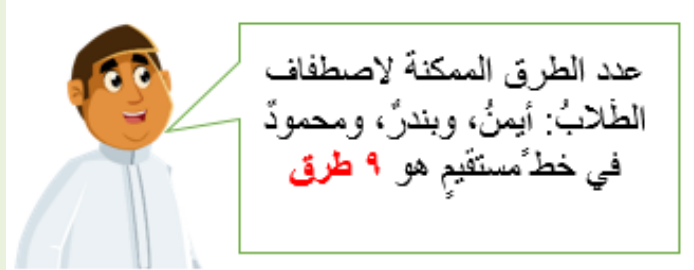 عدد الطرق الممكنة لاصطفاف
الطّلابُ: أيمنُ، وبندرٌ، ومحمودٌ
في خطٍّ مستقيمٍ هو ٩ طرق